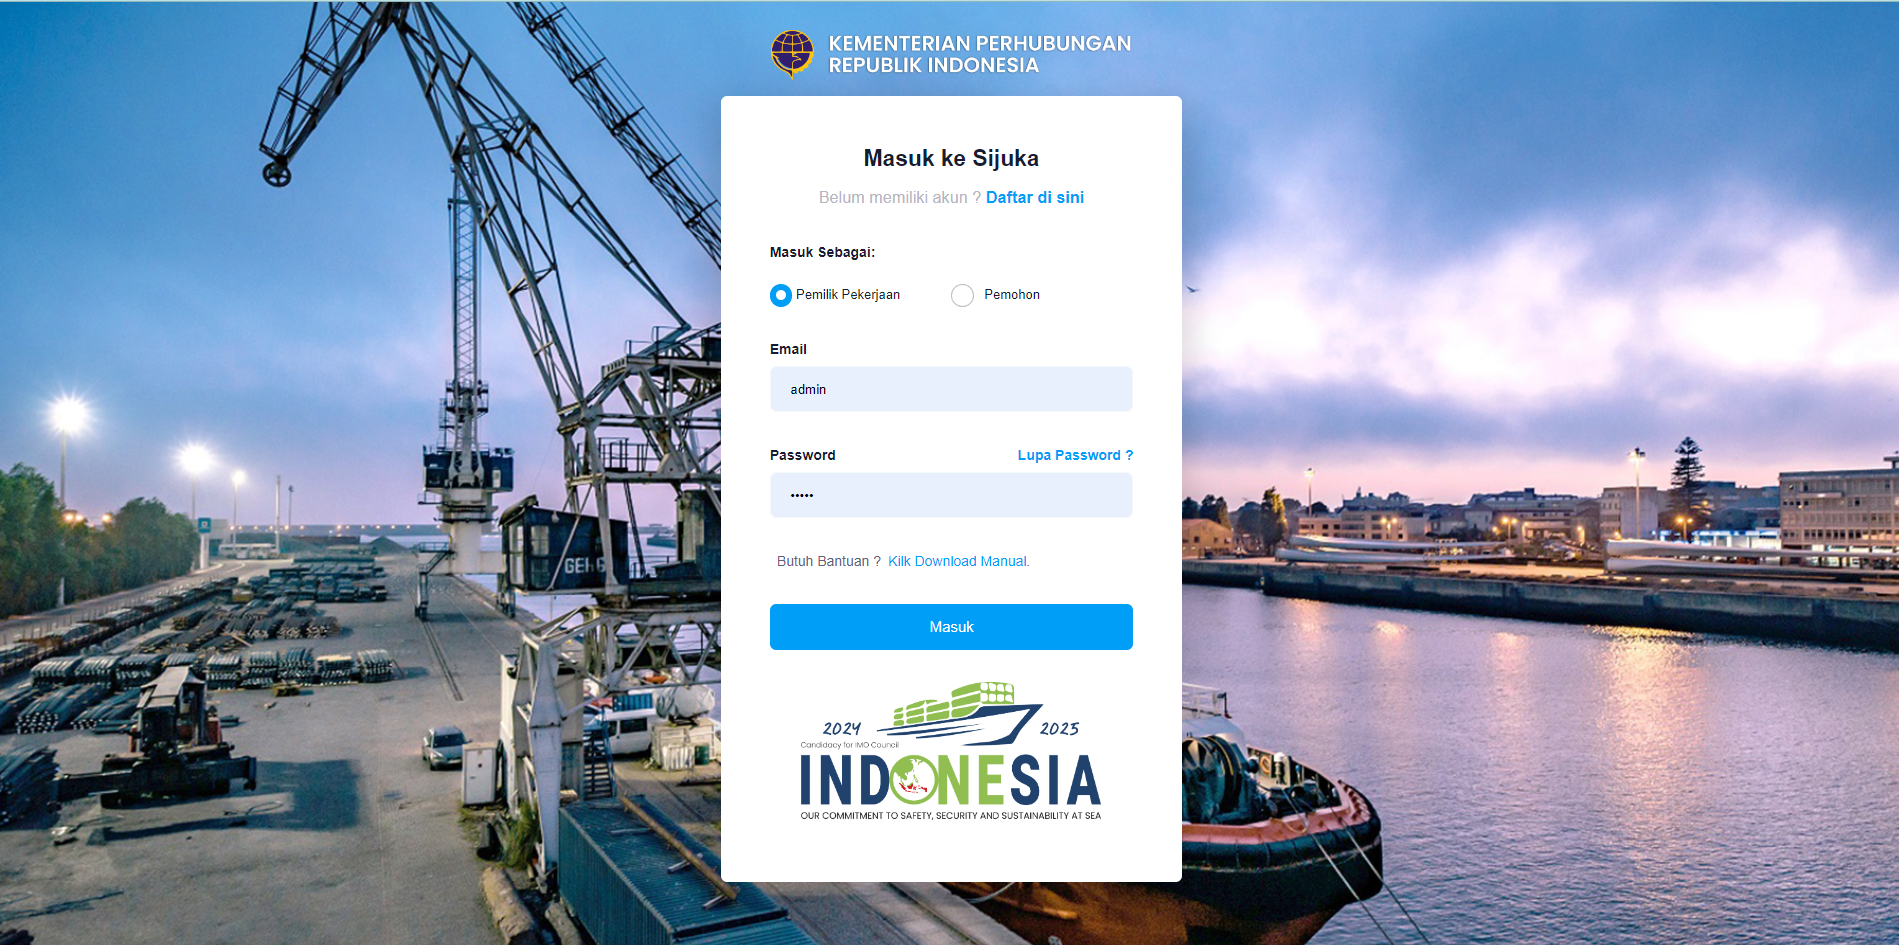 KEMENTERIAN PERHUBUNGAN
REPUBLIK INDONESIA
Masuk ke Sijuka
Belum memiliki akun ? Daftar di sini
Masuk Sebagai:
Pemilik Pekerjaan Pemohon
Email
admin
Password Lupa Password ?
•••••
Butuh Bantuan ? Kilk Download Manual.
Masuk
2024 2025
Candidacy for IMO Council
INDONESIA
OUR COMMITMENT TO SAFETY, SECURITY AND SUSTAINABILITY AT SEA